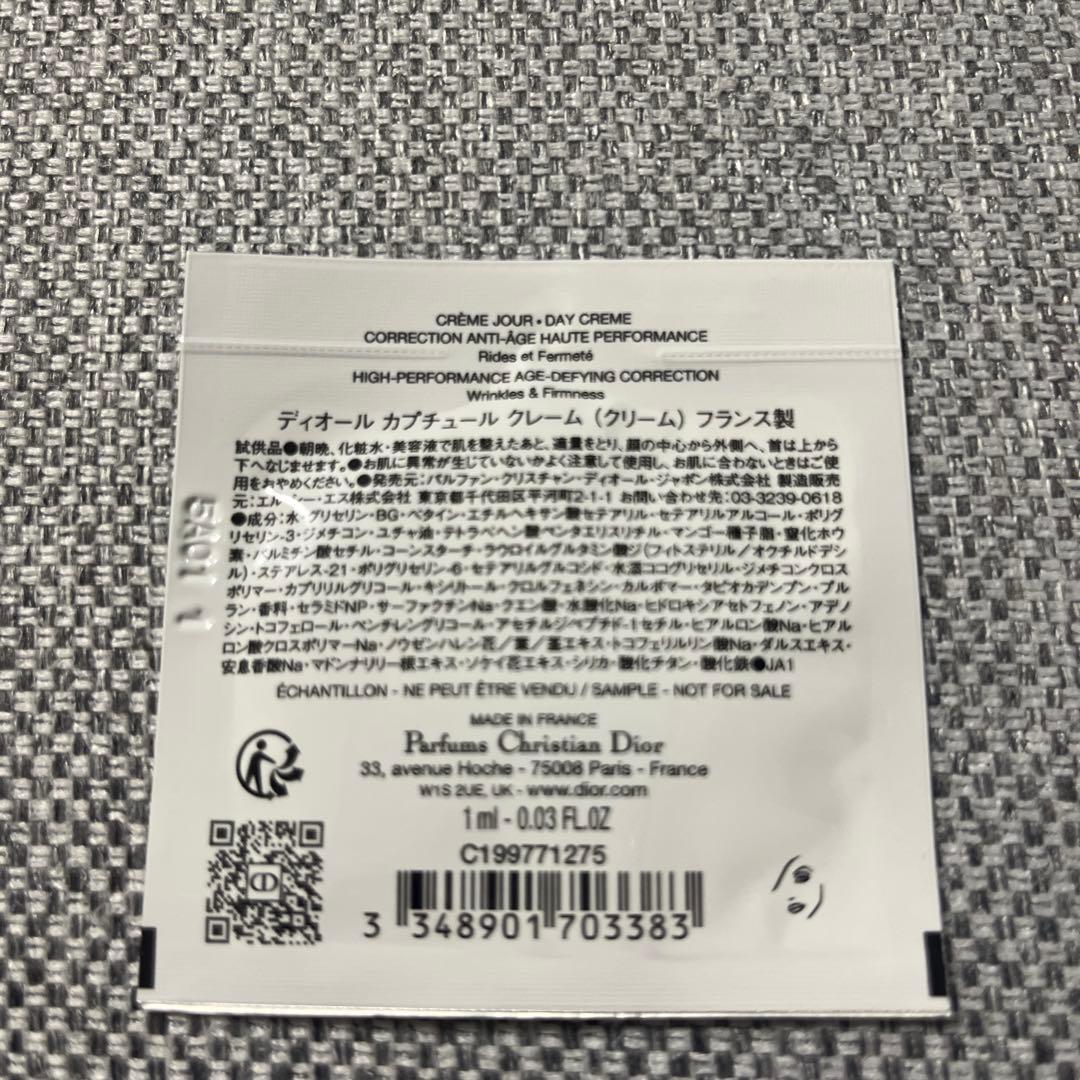 CRÈME JOUR • DAY CREME
CORRECTION ANTI-ÂGE HAUTE PERFORMANCE
Rides et Fermeté
HIGH-PERFORMANCE AGE-DEFYING CORRECTION
Wrinkles & Firmness
ディオール カプチュール クレーム（クリーム）フランス製
試供品●朝晩、化粧水・美容液で肌を整えたあと、適量をとり、顔の中心から外側へ、首は上から
下へなじませます。●お肌に異常が生じていないかよく注意して使用し、お肌に合わないときはご使
用をおやめください。●発売元：パルファン・クリスチャン・ディオール・ジャポン株式会社 製造販売
元：エル・シー・エス株式会社 東京都千代田区平河町2-1-1 お問い合わせ先：03-3239-0618
●成分：水・グリセリン・BG・ベタイン・エチルヘキサン酸セテアリル・セテアリルアルコール・ポリグ
リセリン-3・ジメチコン・ユチャ油・テトラベヘン酸ペンタエリスリチル・マンゴー種子脂・窒化ホウ
素・パルミチン酸セチル・コーンスターチ・ラウロイルグルタミン酸ジ（フィトステリル／オクチルドデシ
ル）・ステアレス-21・ポリグリセリン-6・セテアリルグルコシド・水添ココグリセリル・ジメチコンクロス
ポリマー・カプリリルグリコール・キシリトール・クロルフェネシン・カルボマー・タピオカデンプン・プル
ラン・香料・セラミドNP・サーファクチンNa・クエン酸・水酸化Na・ヒドロキシアセトフェノン・アデノ
シン・トコフェロール・ペンチレングリコール・アセチルジペプチド-1セチル・ヒアルロン酸Na・ヒアル
ロン酸クロスポリマーNa・ノウゼンハレン花／葉／茎エキス・トコフェリルリン酸Na・ダルスエキス・
安息香酸Na・マドンナリリー根エキス・ソケイ花エキス・シリカ・酸化チタン・酸化鉄●JA1
ÉCHANTILLON - NE PEUT ÊTRE VENDU / SAMPLE - NOT FOR SALE
MADE IN FRANCE
Parfums Christian Dior
33, avenue Hoche - 75008 Paris - France
W1S 2UE, UK - www.dior.com
1 ml - 0.03 FL.OZ
C199771275
3 348901 703383
5A01